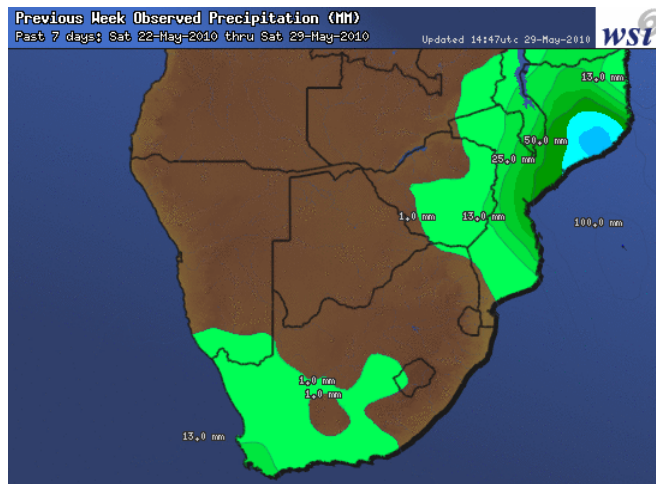 Previous Week Observed Precipitation (MM)
Past 7 days: Sat 22-May-2010 thru Sat 29-May-2010
Updated 14:47utc 29-May-2010
wsi
13.0 mm
50.0 mm
25.0 mm
1.0 mm
13.0 mm
100.0 mm
1.0 mm
1.0 mm
13.0 mm